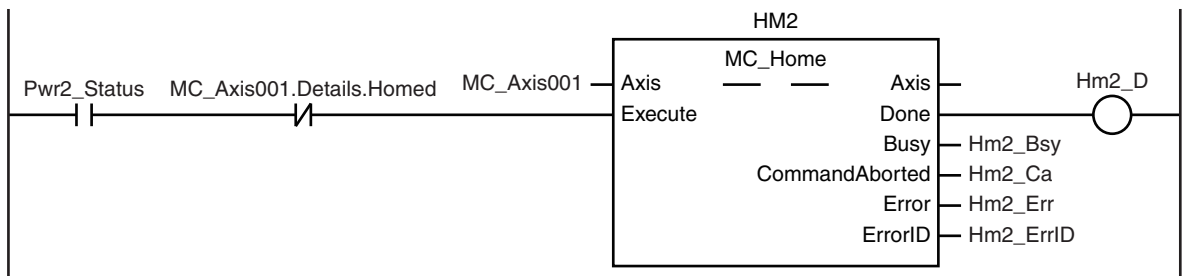 HM2
MC_Home
Pwr2_Status MC_Axis001.Details.Homed MC_Axis001 Axis Axis Hm2_D
Execute Done
Busy Hm2_Bsy
CommandAborted Hm2_Ca
Error Hm2_Err
ErrorID Hm2_ErrID